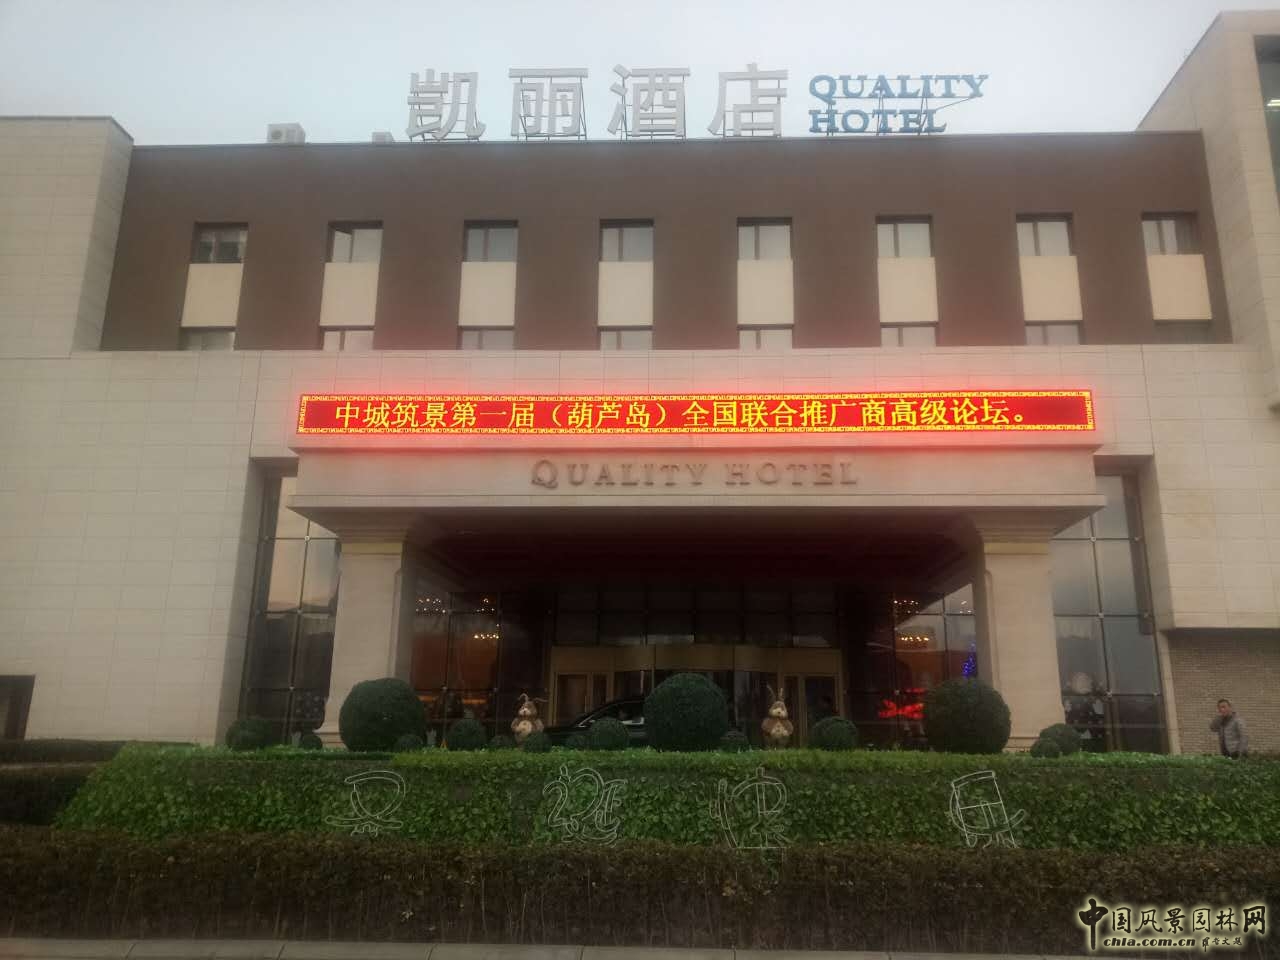 凯丽酒店
QUALITY
HOTEL
中城筑景第一届（葫芦岛）全国联合推广商高级论坛。
QUALITY HOTEL
中国风景园林网
chla.com.cn